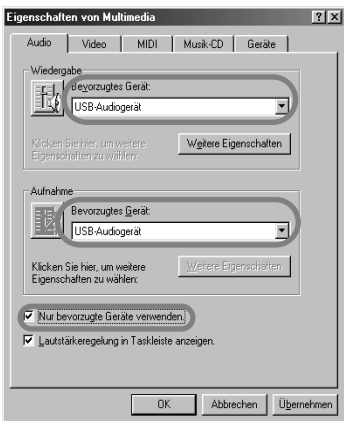 Eigenschaften von Multimedia
Audio Video MIDI Musik-CD Geräte
Wiedergabe
Bevorzugtes Gerät:
USB-Audiogerät
Klicken Sie hier, um weitere
Eigenschaften zu wählen:
Weitere Eigenschaften
Aufnahme
Bevorzugtes Gerät:
USB-Audiogerät
Klicken Sie hier, um weitere
Eigenschaften zu wählen:
Weitere Eigenschaften
Nur bevorzugte Geräte verwenden.
Lautstärkeregelung in Taskleiste anzeigen.
OK Abbrechen Übernehmen